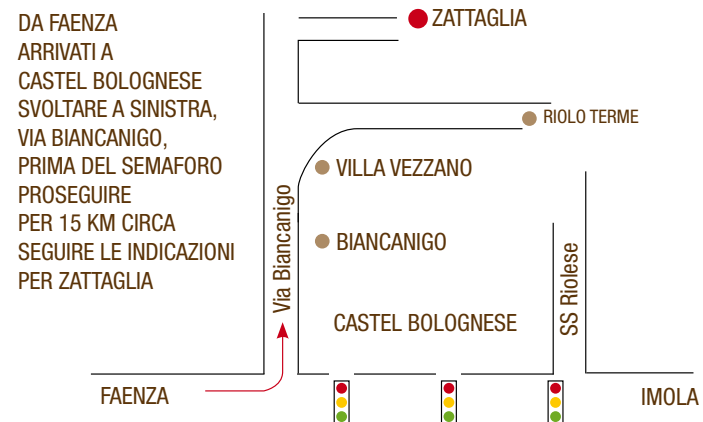 DA FAENZA
ARRIVATI A
CASTEL BOLOGNESE
SVOLTARE A SINISTRA,
VIA BIANCANIGO,
PRIMA DEL SEMAFORO
PROSEGUIRE
PER 15 KM CIRCA
SEGUIRE LE INDICAZIONI
PER ZATTAGLIA
ZATTAGLIA
RIOLO TERME
VILLA VEZZANO
BIANCANIGO
Via Biancanigo
SS Riolese
CASTEL BOLOGNESE
FAENZA
IMOLA